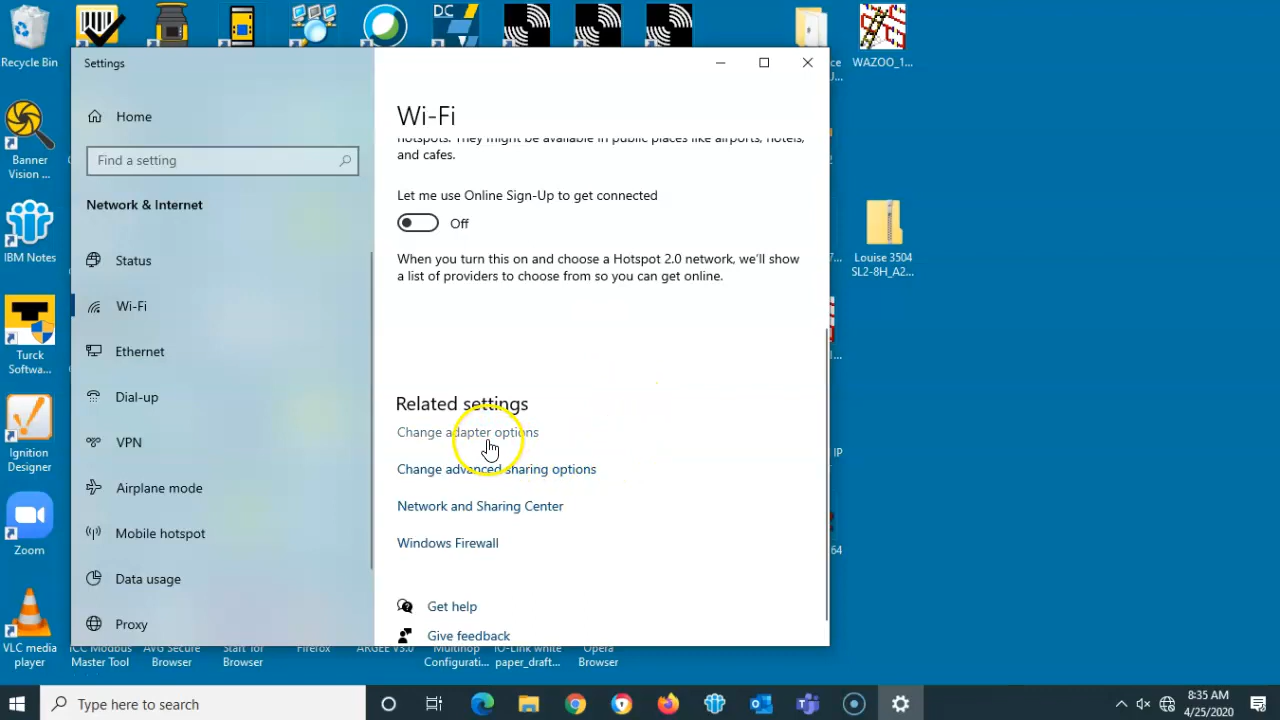 Recycle Bin
Banner
Vision ...
IBM Notes
Turck
Softwa...
Ignition
Designer
Zoom
VLC media
player
DC
WAZOO_1...
Louise 3504
SL2-8H_A2...
Settings
Home
Find a setting
Network & Internet
Status
Wi-Fi
Ethernet
Dial-up
VPN
Airplane mode
Mobile hotspot
Data usage
Proxy
Wi-Fi
hotspots. They might be available in public places like airports, hotels,
and cafes.
Let me use Online Sign-Up to get connected
Off
When you turn this on and choose a Hotspot 2.0 network, we'll show
a list of providers to choose from so you can get online.
Related settings
Change adapter options
Change advanced sharing options
Network and Sharing Center
Windows Firewall
Get help
Give feedback
ICC Modbus
Master Tool
AVG Secure
Browser
Start Tor
Browser
Firefox
ARGEE V3.0
Multihop
Configurati...
IO-Link white
paper_draft...
Opera
Browser
Type here to search
8:35 AM
4/25/2020